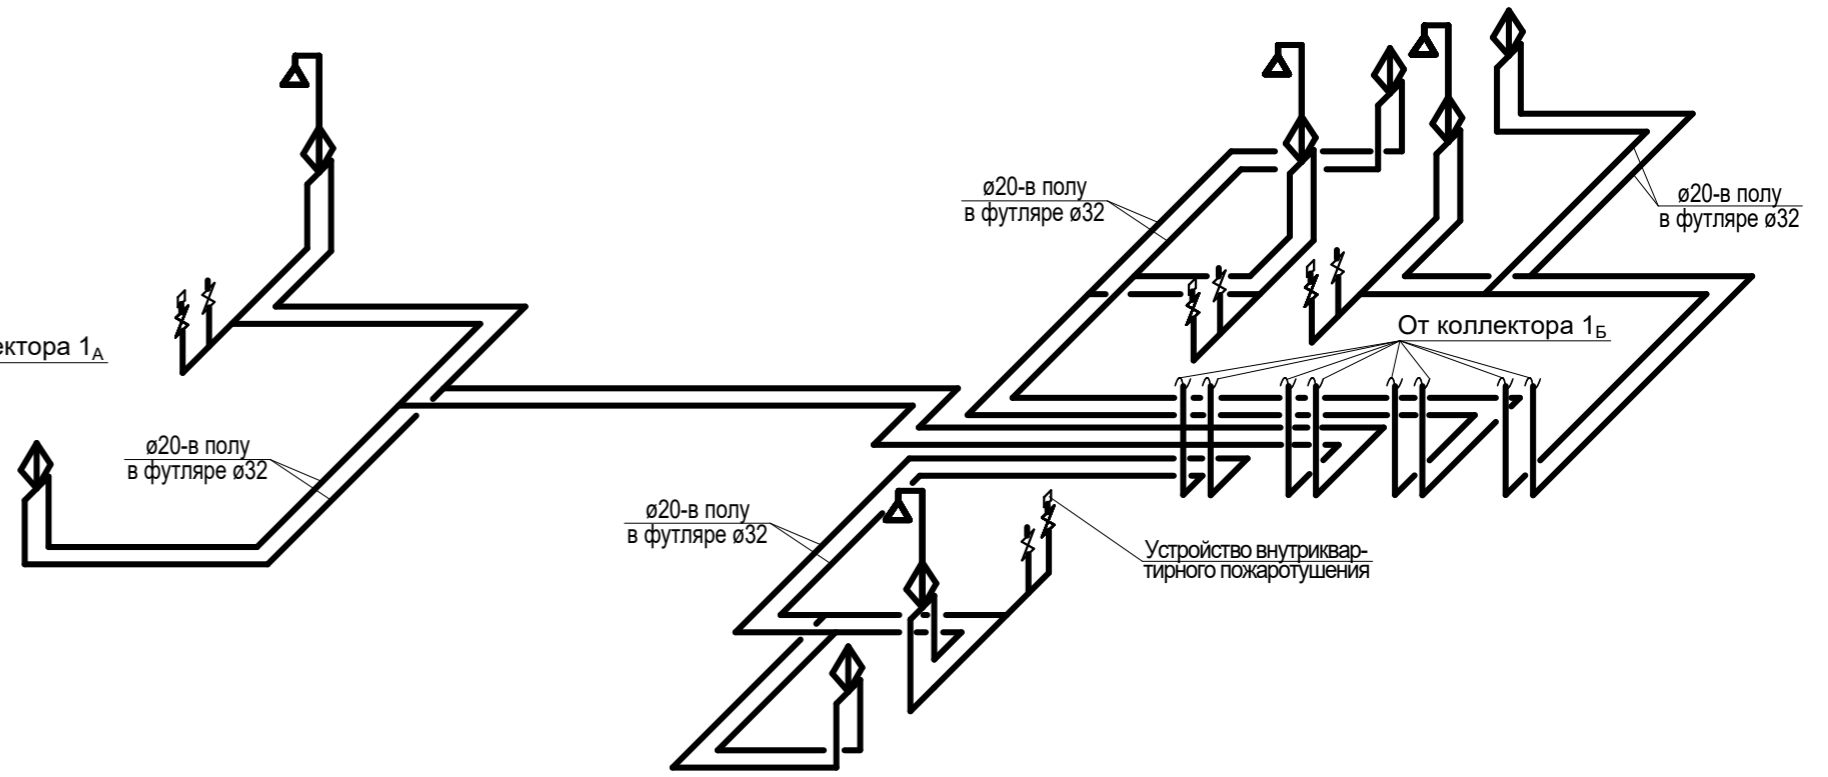 ø20-в полу
в футляре ø32
ø20-в полу
в футляре ø32
От коллектора 1Б
ектора 1А
ø20-в полу
в футляре ø32
ø20-в полу
в футляре ø32
Устройство внутриквар-
тирного пожаротушения